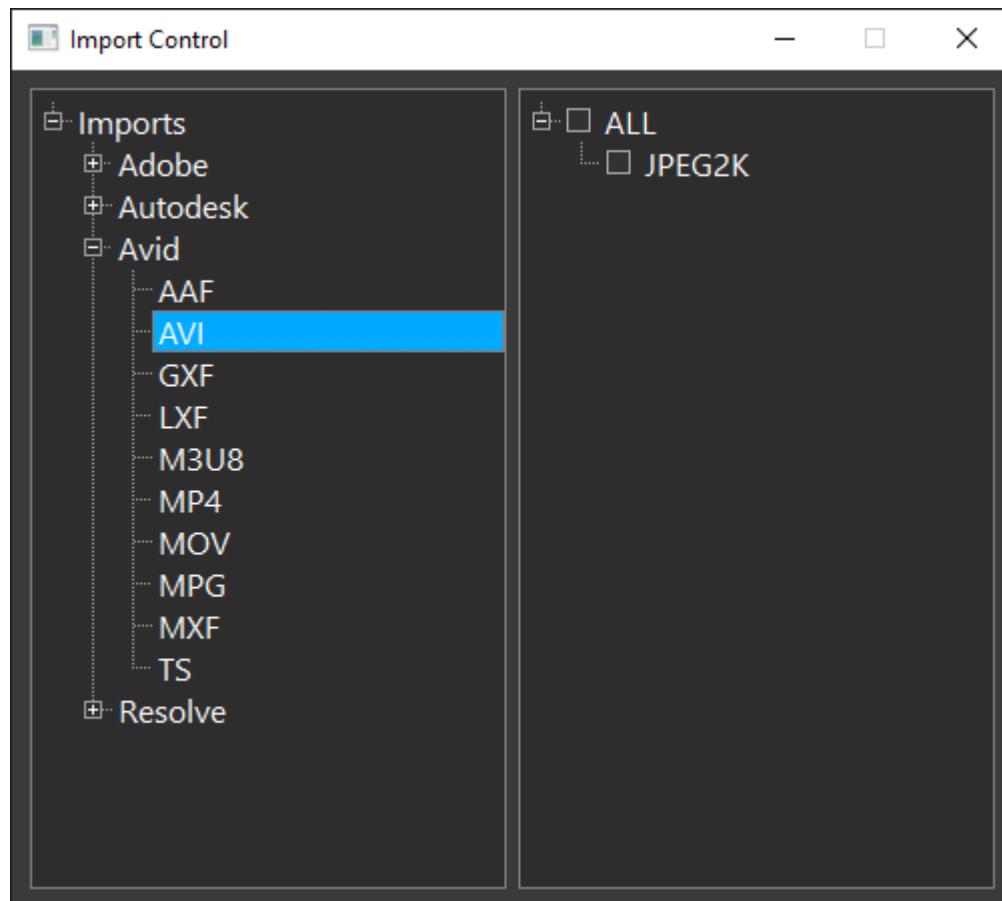 Import Control
Imports
Adobe
Autodesk
Avid
AAF
AVI
GXF
LXF
M3U8
MP4
MOV
MPG
MXF
TS
Resolve
ALL
JPEG2K